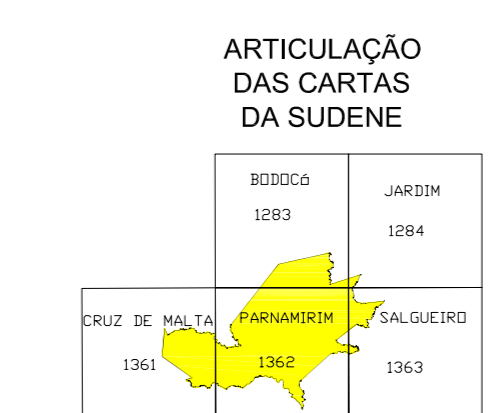 ARTICULAÇÃO
DAS CARTAS
DA SUDENE
BODOCó
1283
JARDIM
1284
CRUZ DE MALTA
1361
PARNAMIRIM
1362
SALGUEIRO
1363